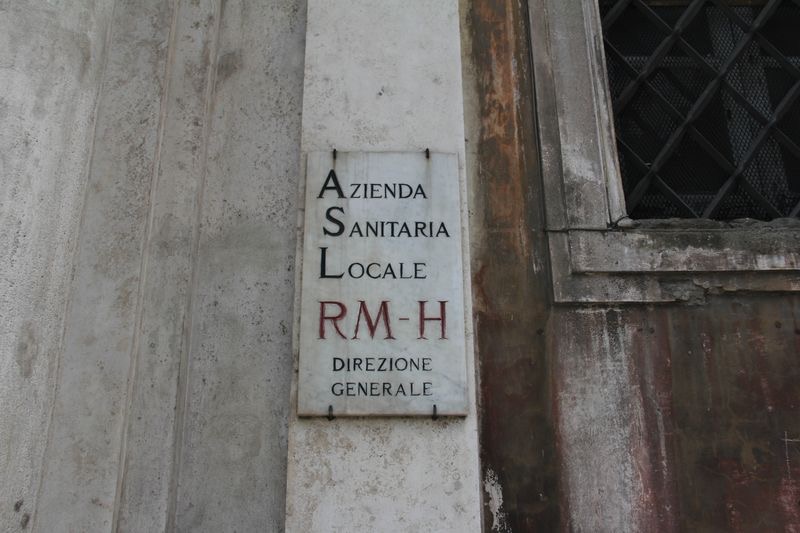 AZIENDA
SANITARIA
LOCALE
RM-H
DIREZIONE
GENERALE